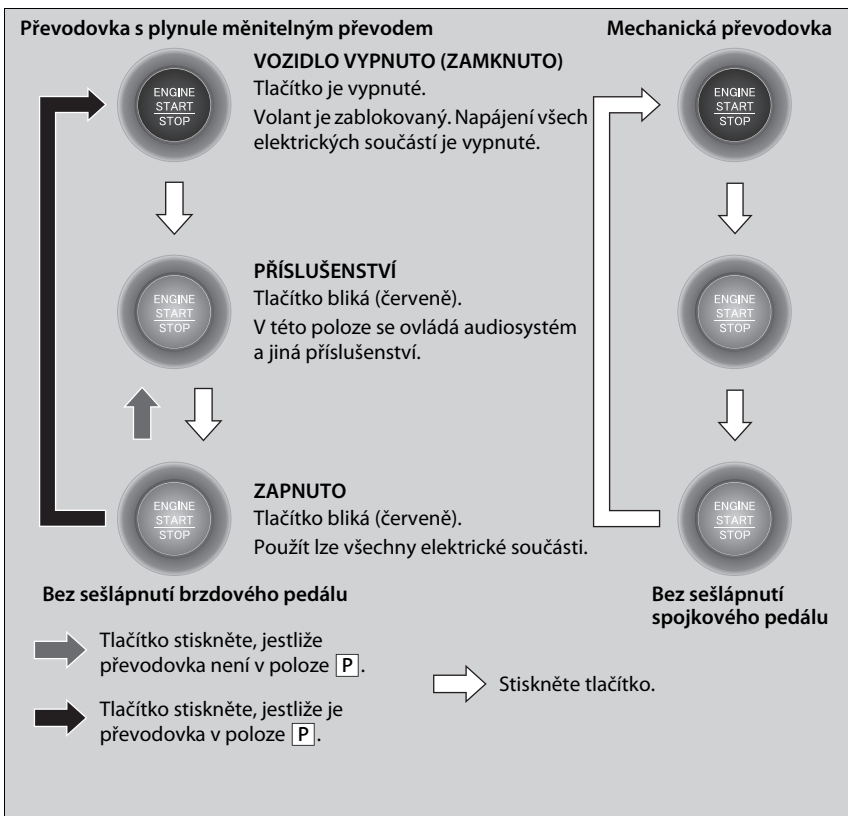 Převodovka s plynule měnitelným převodem
Mechanická převodovka
ENGINE
START
STOP
VOZIDLO VYPNUTO (ZAMKNUTO)
Tlačítko je vypnuté.
Volant je zablokovaný. Napájení všech
elektrických součástí je vypnuté.
ENGINE
START
STOP
ENGINE
START
STOP
PŘÍSLUŠENSTVÍ
Tlačítko bliká (červeně).
V této poloze se ovládá audiosystém
a jiná příslušenství.
ENGINE
START
STOP
ENGINE
START
STOP
ZAPNUTO
Tlačítko bliká (červeně).
Použít lze všechny elektrické součásti.
ENGINE
START
STOP
Bez sešlápnutí brzdového pedálu
Bez sešlápnutí
spojkového pedálu
Tlačítko stiskněte, jestliže
převodovka není v poloze P.
Stiskněte tlačítko.
Tlačítko stiskněte, jestliže je
převodovka v poloze P.